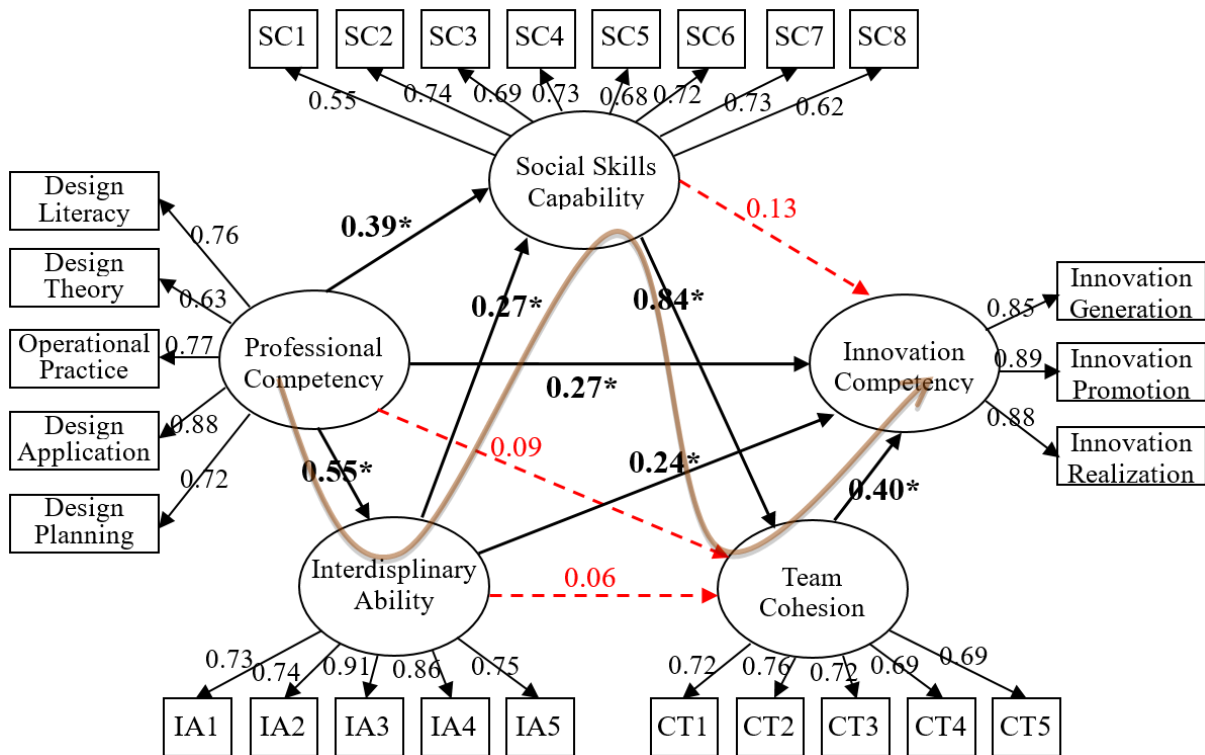 SC1 SC2 SC3 SC4 SC5 SC6 SC7 SC8
0.55 0.74 0.69 0.73 0.68 0.72 0.73 0.62
Social Skills
Capability
Design
Literacy
Design
Theory
Operational
Practice
Design
Application
Design
Planning
0.76
0.63
0.77
0.88
0.72
Professional
Competency
0.39*
0.27*
0.84*
0.13
0.27*
0.09
0.55*
0.24*
0.40*
0.06
Innovation
Competency
0.85
0.89
0.88
Innovation
Generation
Innovation
Promotion
Innovation
Realization
Interdisplinary
Ability
Team
Cohesion
0.73 0.74 0.91 0.86 0.75
0.72 0.76 0.72 0.69 0.69
IA1 IA2 IA3 IA4 IA5
CT1 CT2 CT3 CT4 CT5